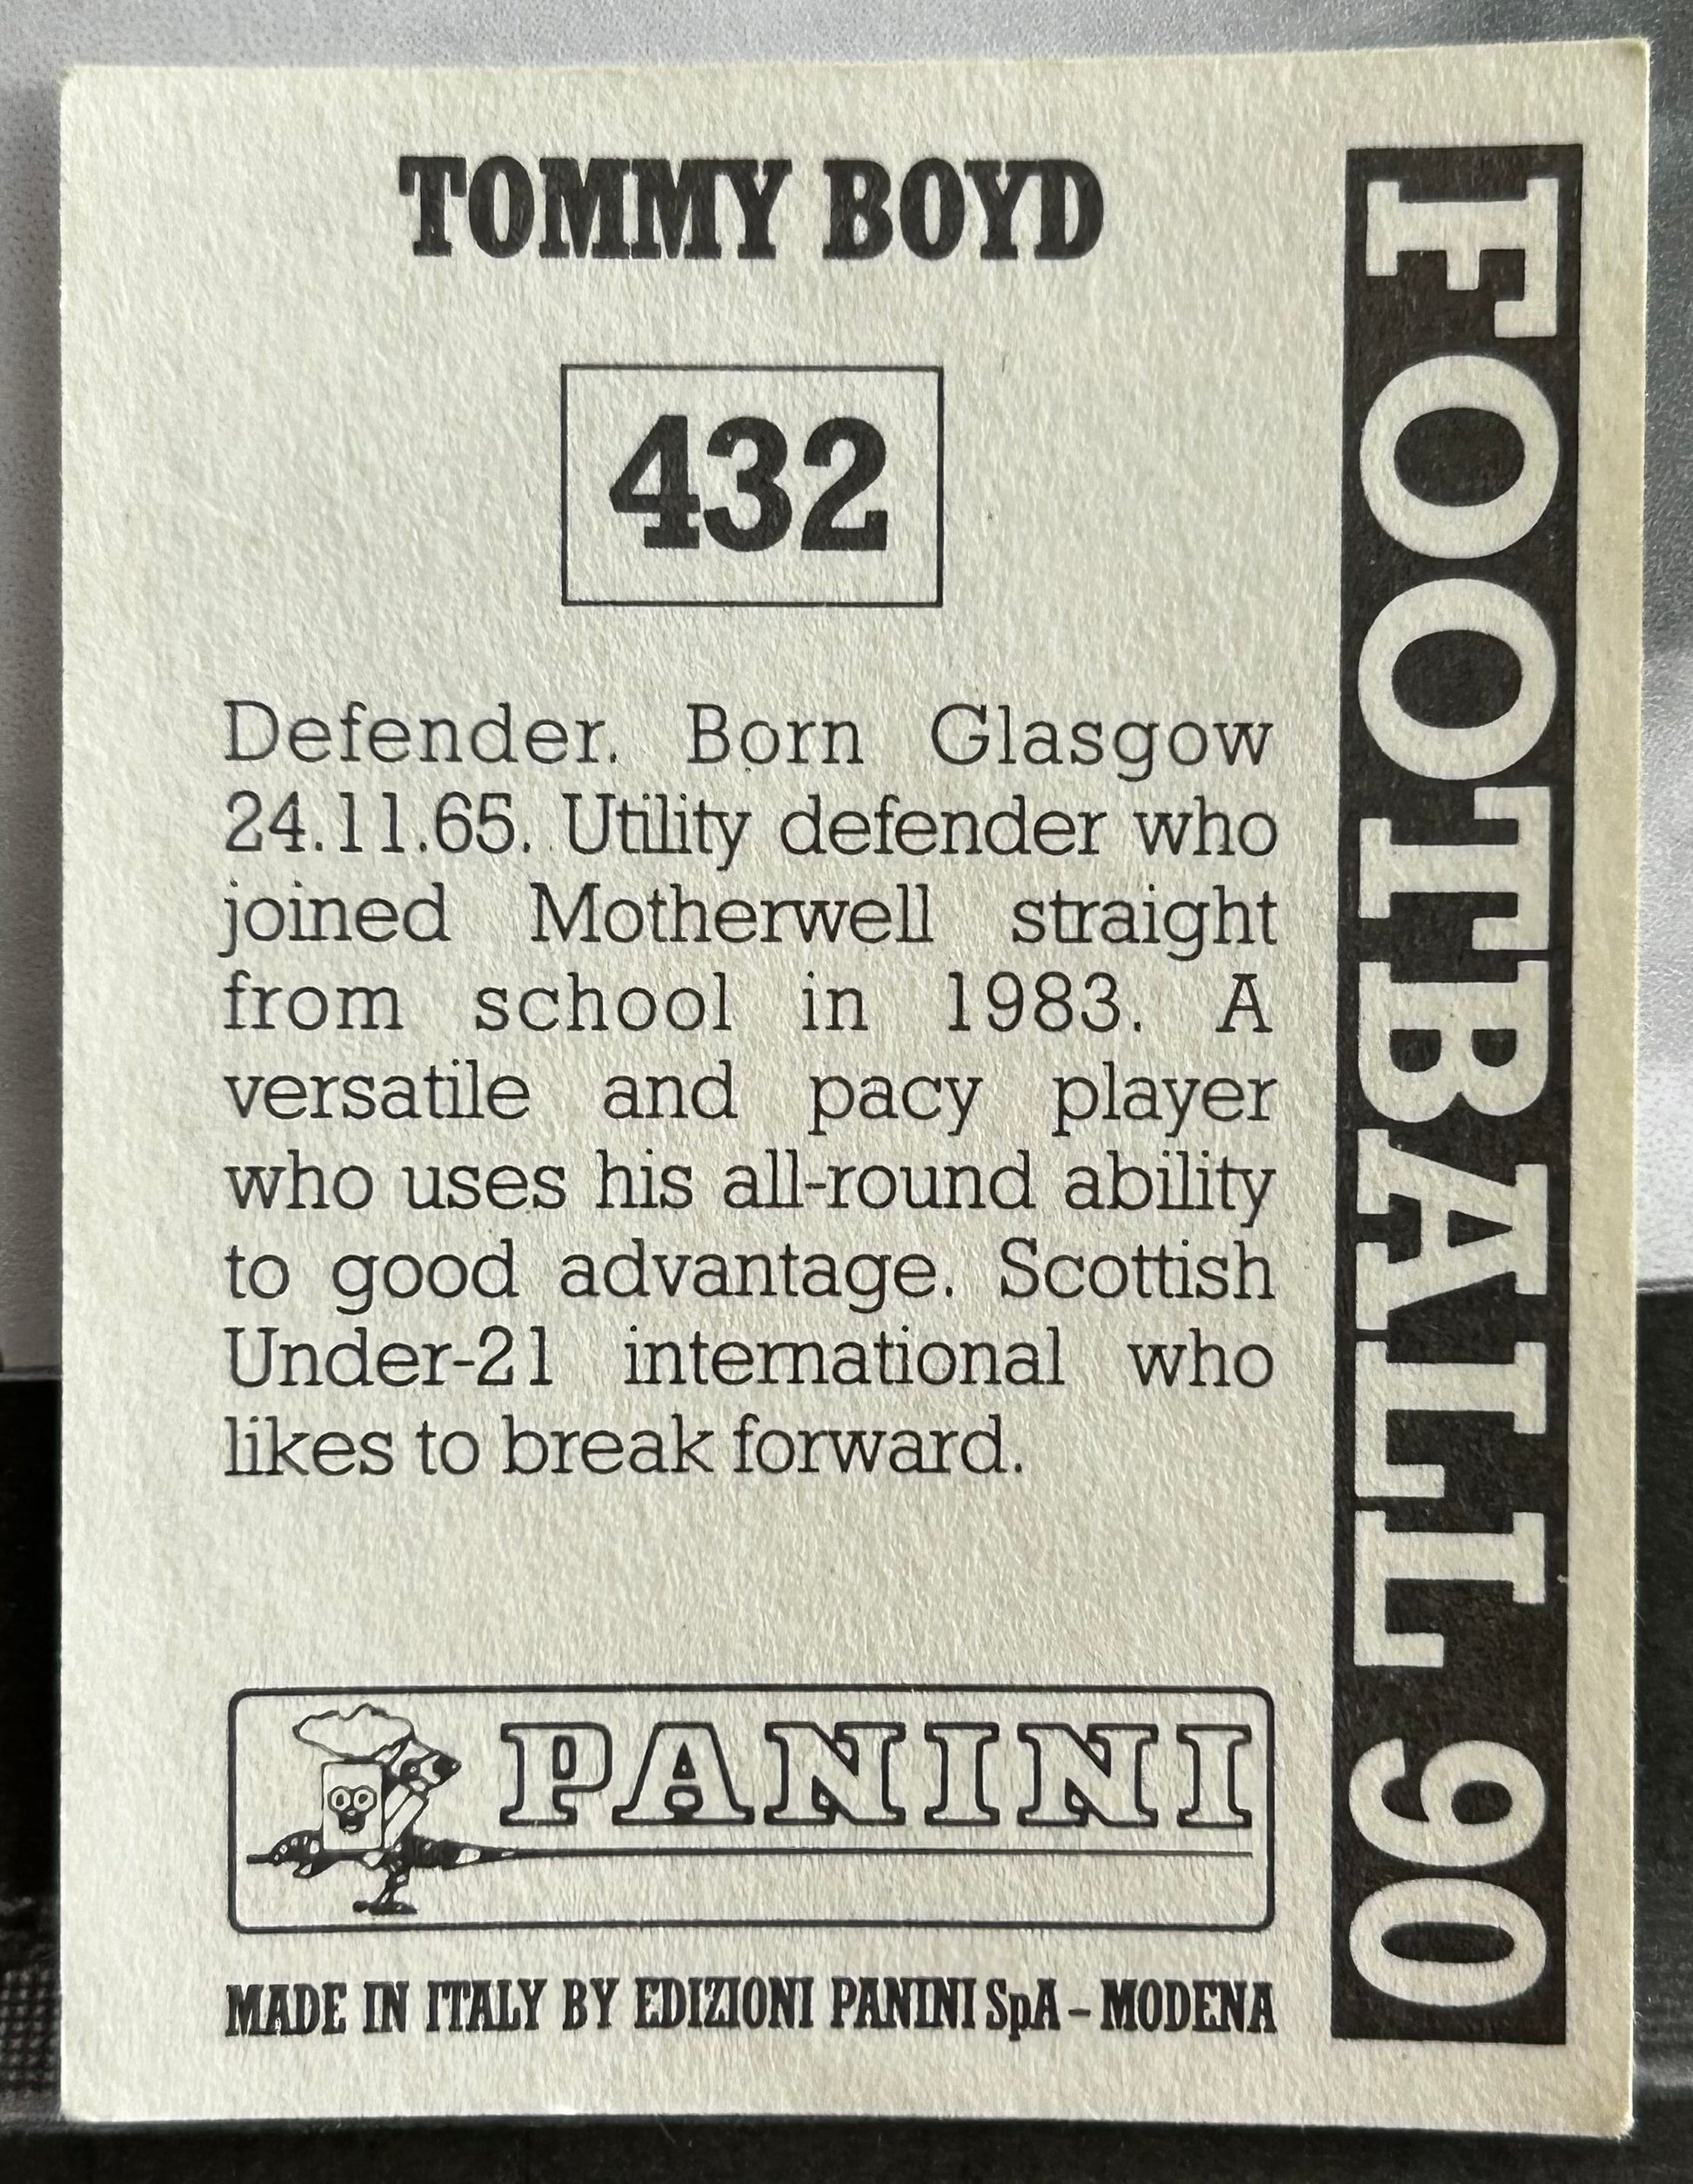 TOMMY BOYD
432
Defender. Born Glasgow
24.11.65. Utility defender who
joined Motherwell straight
from school in 1983. A
versatile and pacy player
who uses his all-round ability
to good advantage. Scottish
Under-21 international who
likes to break forward.
PANINI
MADE IN ITALY BY EDIZIONI PANINI SpA - MODENA
FOOTBALL 90